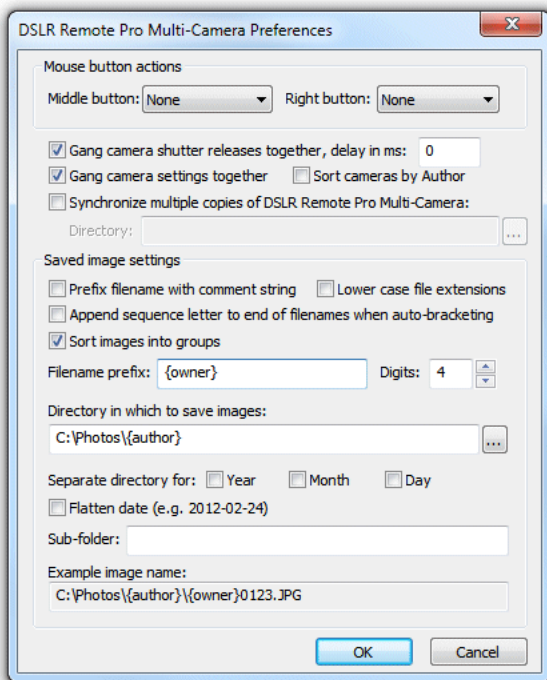 DSLR Remote Pro Multi-Camera Preferences
Mouse button actions
Middle button: None Right button: None
Gang camera shutter releases together, delay in ms: 0
Gang camera settings together Sort cameras by Author
Synchronize multiple copies of DSLR Remote Pro Multi-Camera:
Directory: ...
Saved image settings
Prefix filename with comment string Lower case file extensions
Append sequence letter to end of filenames when auto-bracketing
Sort images into groups
Filename prefix: {owner} Digits: 4
Directory in which to save images:
C:\Photos\{author} ...
Separate directory for: Year Month Day
Flatten date (e.g. 2012-02-24)
Sub-folder:
Example image name:
C:\Photos\{author}\{owner}0123.JPG
OK Cancel